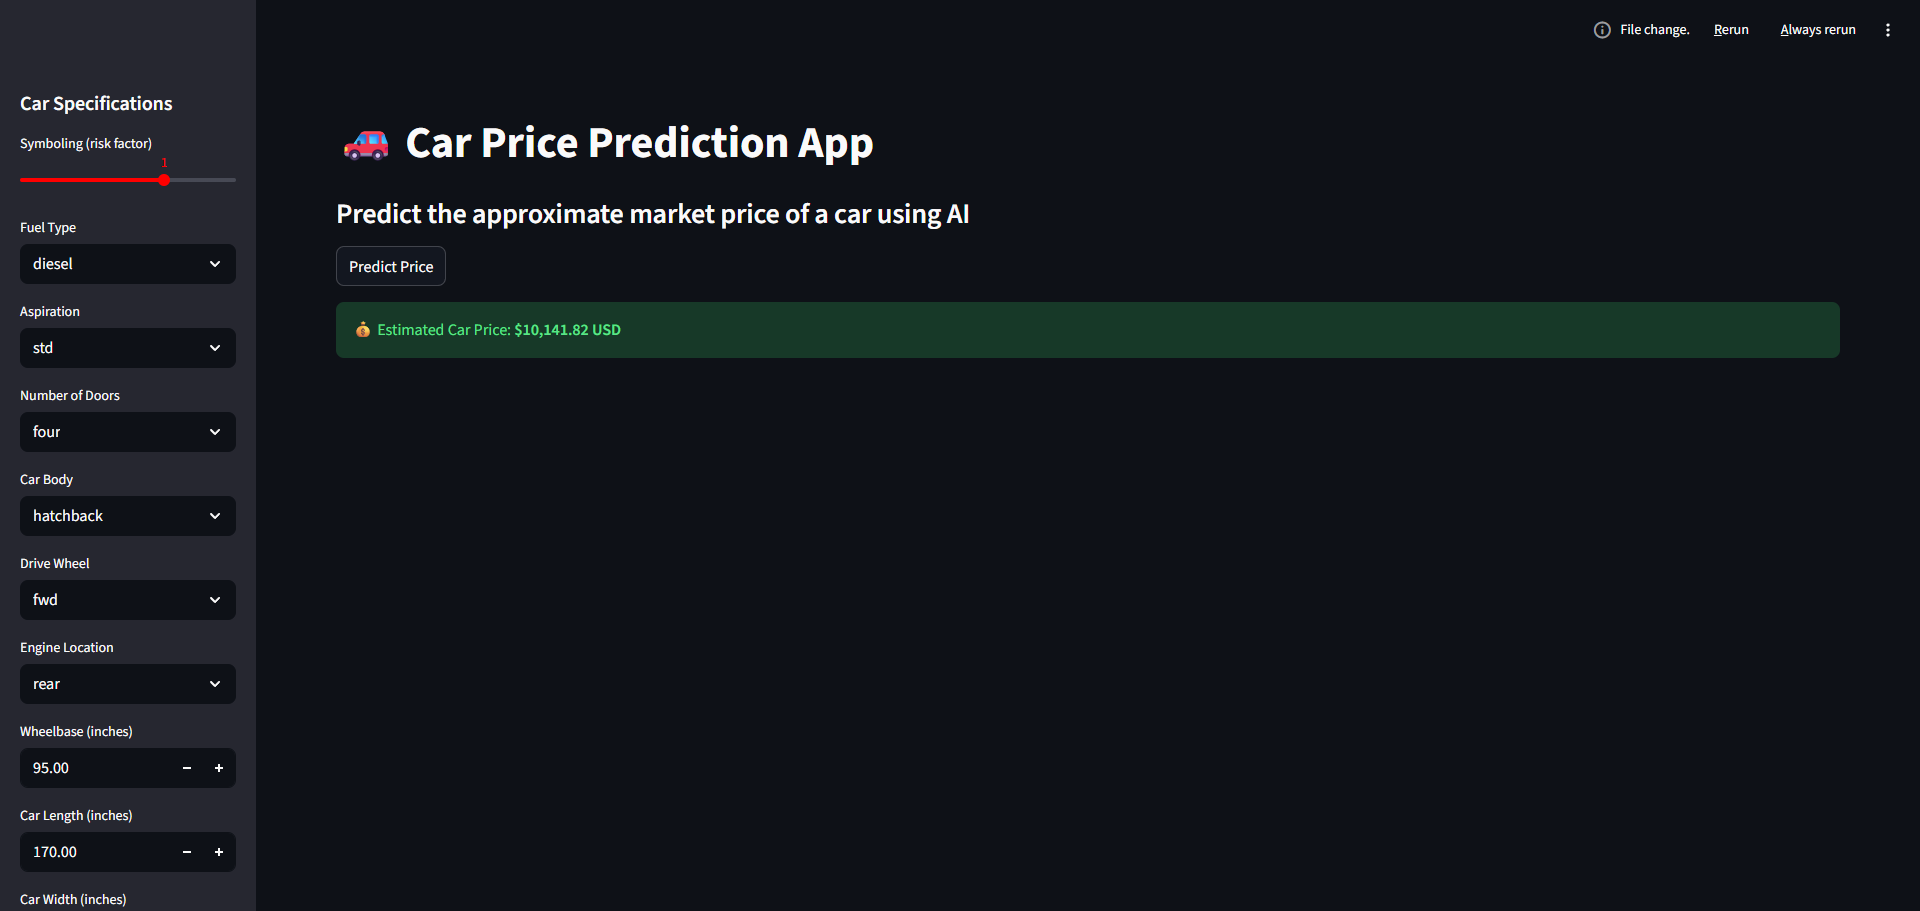 File change. Rerun Always rerun
Car Specifications
Symboling (risk factor)
1
Fuel Type
diesel
Aspiration
std
Number of Doors
four
Car Body
hatchback
Drive Wheel
fwd
Engine Location
rear
Wheelbase (inches)
95.00
Car Length (inches)
170.00
Car Width (inches)
Car Price Prediction App
Predict the approximate market price of a car using AI
Predict Price
Estimated Car Price: $10,141.82 USD